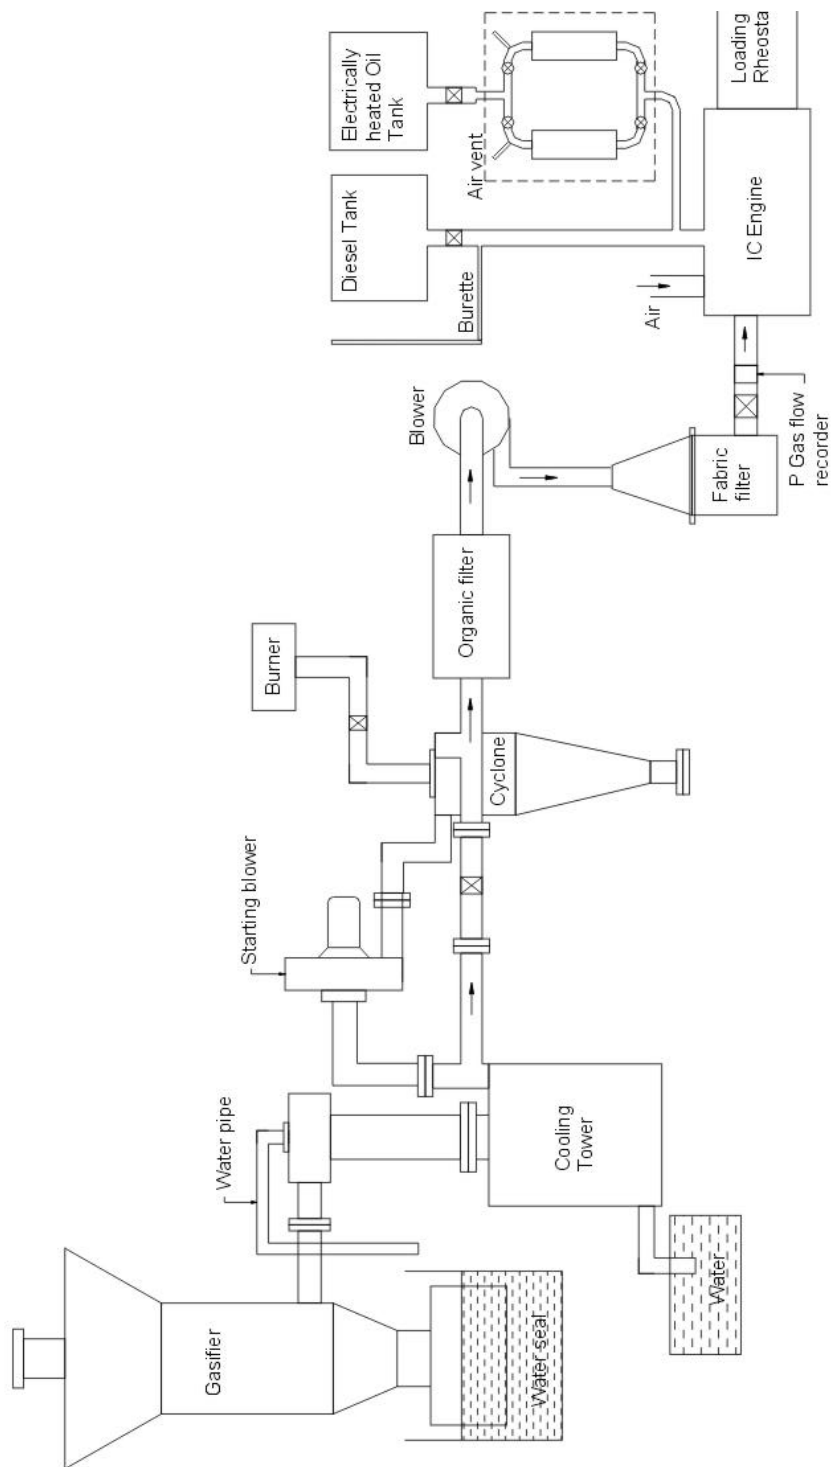 Electrically
heated Oil
Tank
Air vent
Loading
Rheosta
Diesel Tank
Burette
Air
IC Engine
Blower
Fabric
filter
P Gas flow
recorder
Organic filter
Burner
Cyclone
Starting blower
Water pipe
Cooling
Tower
Gasifier
Water seal
Water